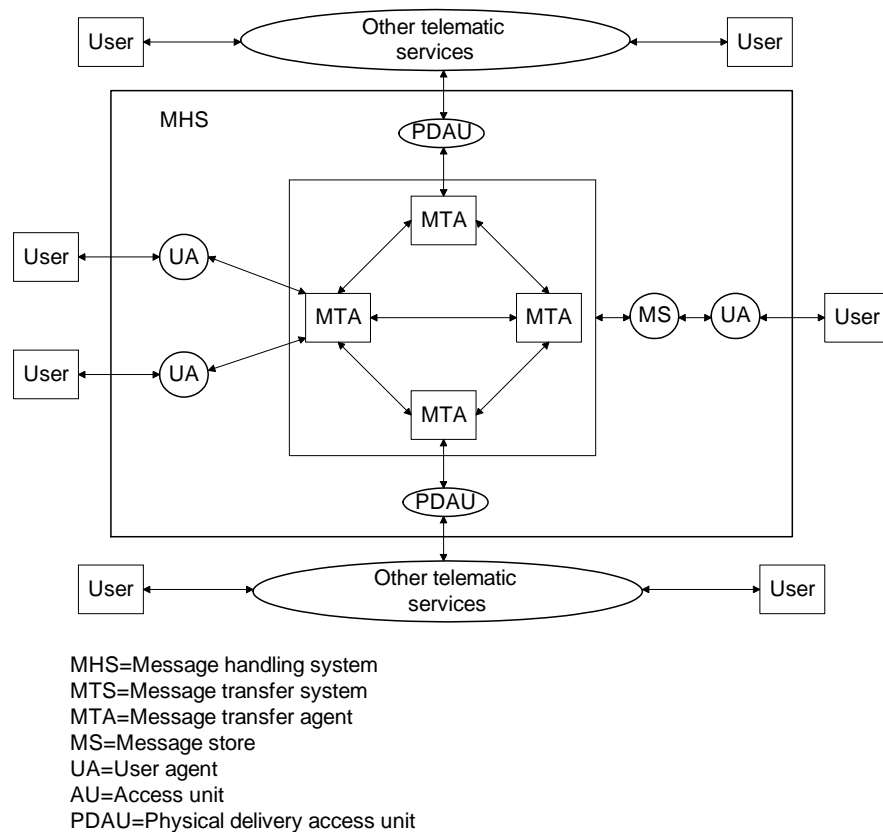 User
Other telematic
services
User
MHS
PDAU
MTA
User
UA
MTA
MTA
MS
UA
User
User
UA
MTA
PDAU
User
Other telematic
services
User
MHS=Message handling system
MTS=Message transfer system
MTA=Message transfer agent
MS=Message store
UA=User agent
AU=Access unit
PDAU=Physical delivery access unit